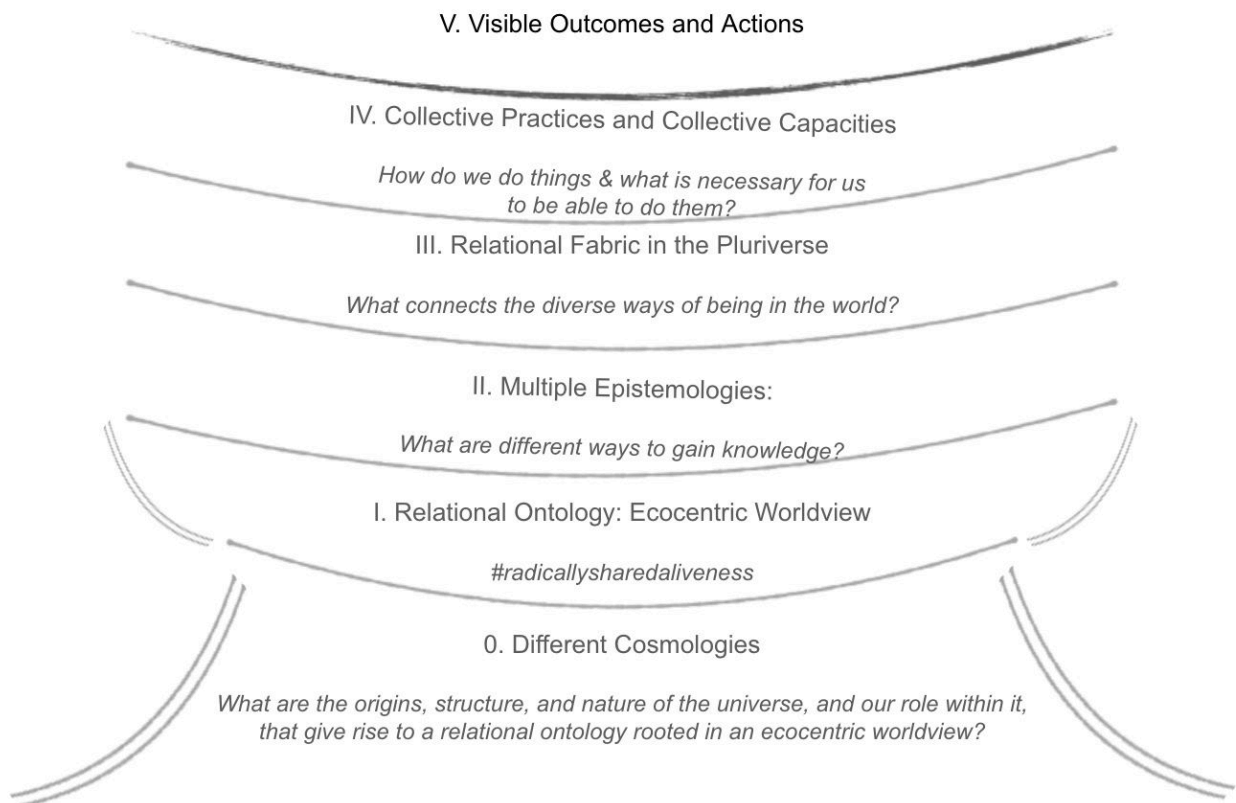 V. Visible Outcomes and Actions
IV. Collective Practices and Collective Capacities
How do we do things & what is necessary for us
to be able to do them?
III. Relational Fabric in the Pluriverse
What connects the diverse ways of being in the world?
II. Multiple Epistemologies:
What are different ways to gain knowledge?
I. Relational Ontology: Ecocentric Worldview
#radicallysharedaliveness
0. Different Cosmologies
What are the origins, structure, and nature of the universe, and our role within it,
that give rise to a relational ontology rooted in an ecocentric worldview?